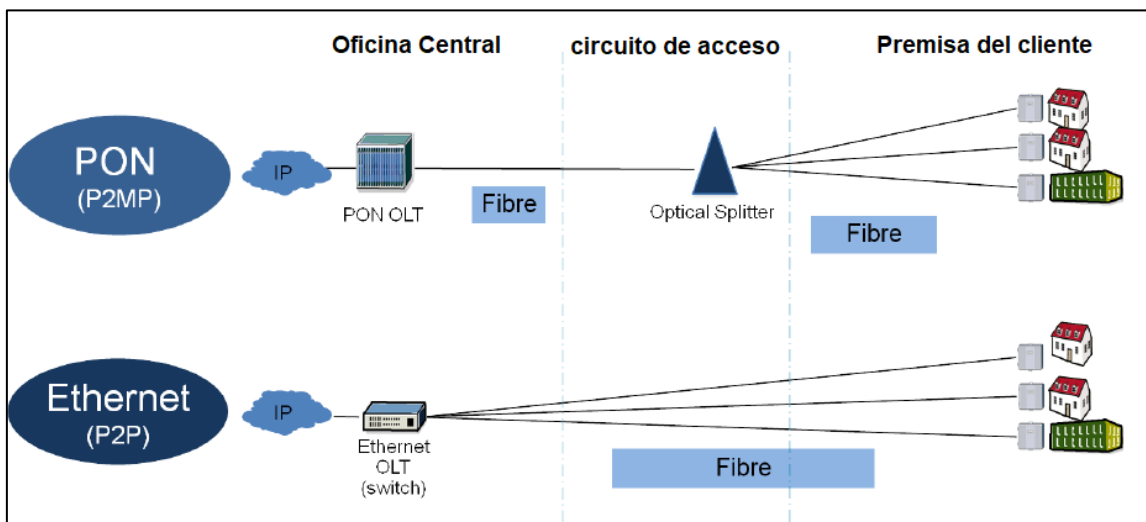 Oficina Central
circuito de acceso
Premisa del cliente
PON
(P2MP)
IP
PON OLT
Fibre
Optical Splitter
Fibre
Ethernet
(P2P)
IP
Ethernet
OLT
(switch)
Fibre